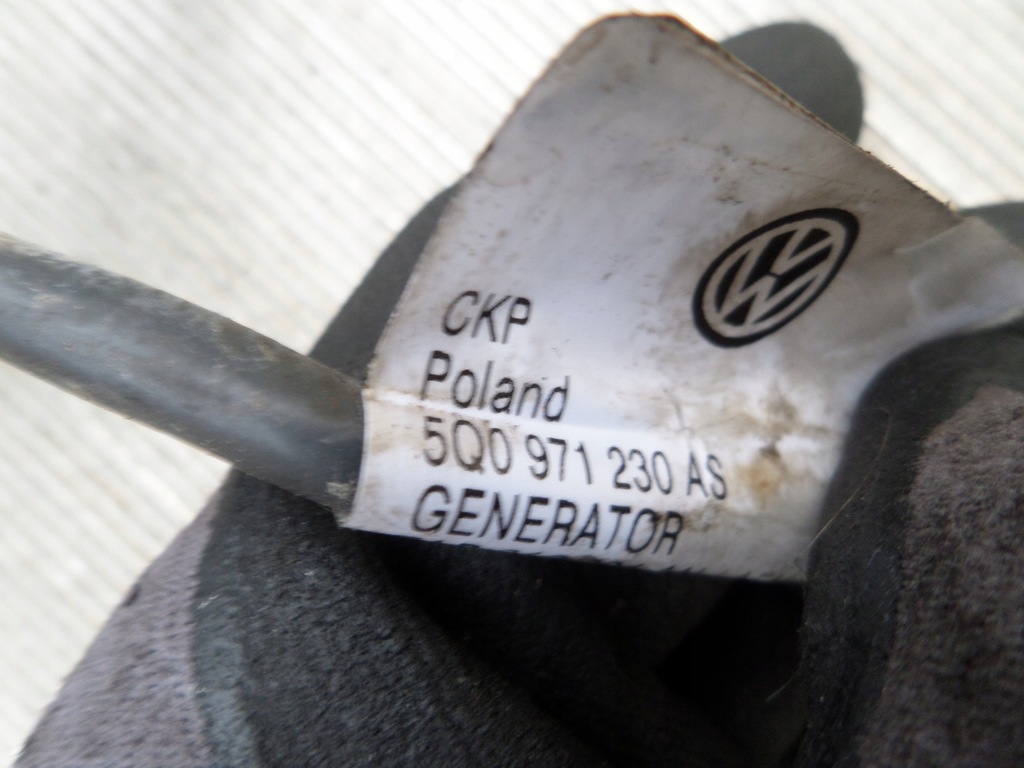 CKP
Poland
5Q0 971 230 AS
GENERATOR